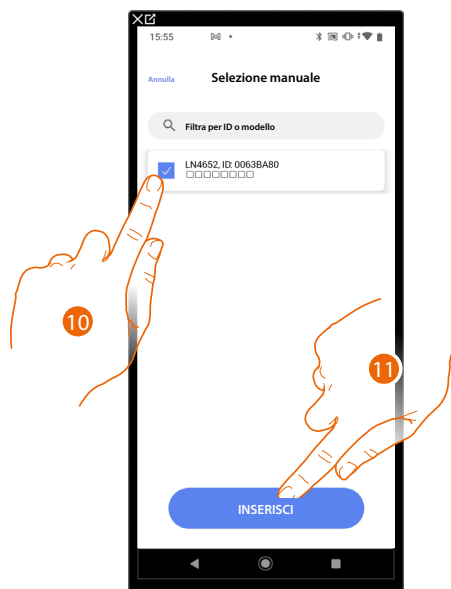 15:55
Annulla Selezione manuale
Filtra per ID o modello
LN4652, ID: 0063BA80
□□□□□□□□
10
11
INSERISCI